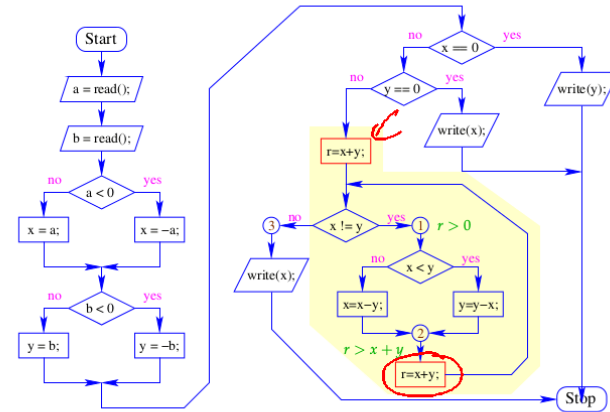 Start
a = read();
b = read();
no
a < 0
yes
x = a;
x = −a;
no
b < 0
yes
y = b;
y = −b;
no
x == 0
yes
no
y == 0
yes
write(y);
write(x);
r=x+y;
3
no
x != y
yes
1
r > 0
write(x);
no
x < y
yes
x=x−y;
y=y−x;
2
r > x + y
r=x+y;
Stop